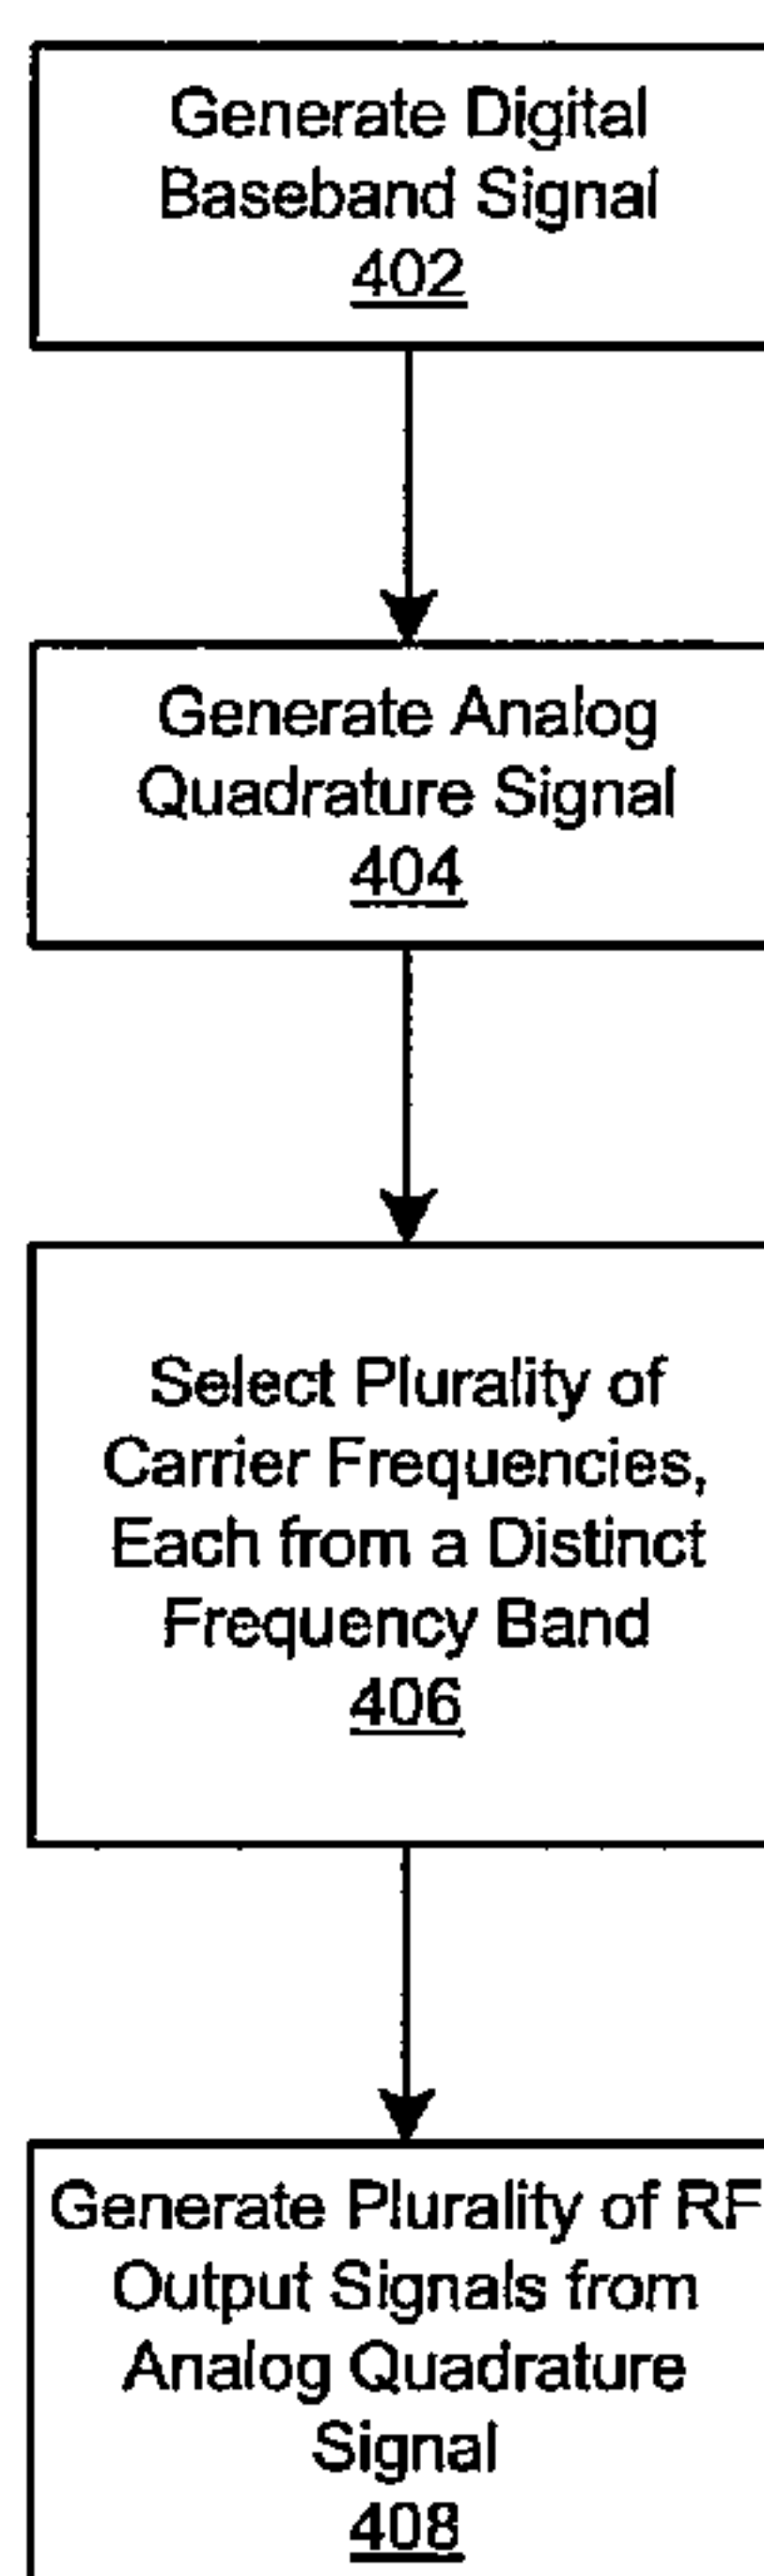 Generate Digital
Baseband Signal
402
Generate Analog
Quadrature Signal
404
Select Plurality of
Carrier Frequencies,
Each from a Distinct
Frequency Band
406
Generate Plurality of RF
Output Signals from
Analog Quadrature
Signal
408